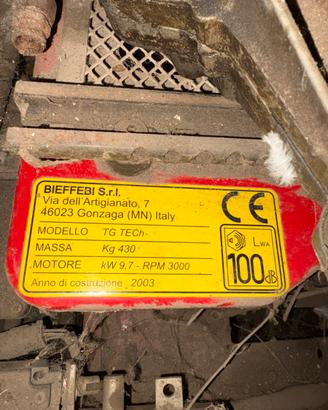 BIEFFEBI S.r.l.
Via dell'Artigianato, 7
46023 Gonzaga (MN) Italy
MODELLO TG TECh
MASSA Kg 430
MOTORE kW 9.7 - RPM 3000
Anno di costruzione 2003
CE
LWA
100dB